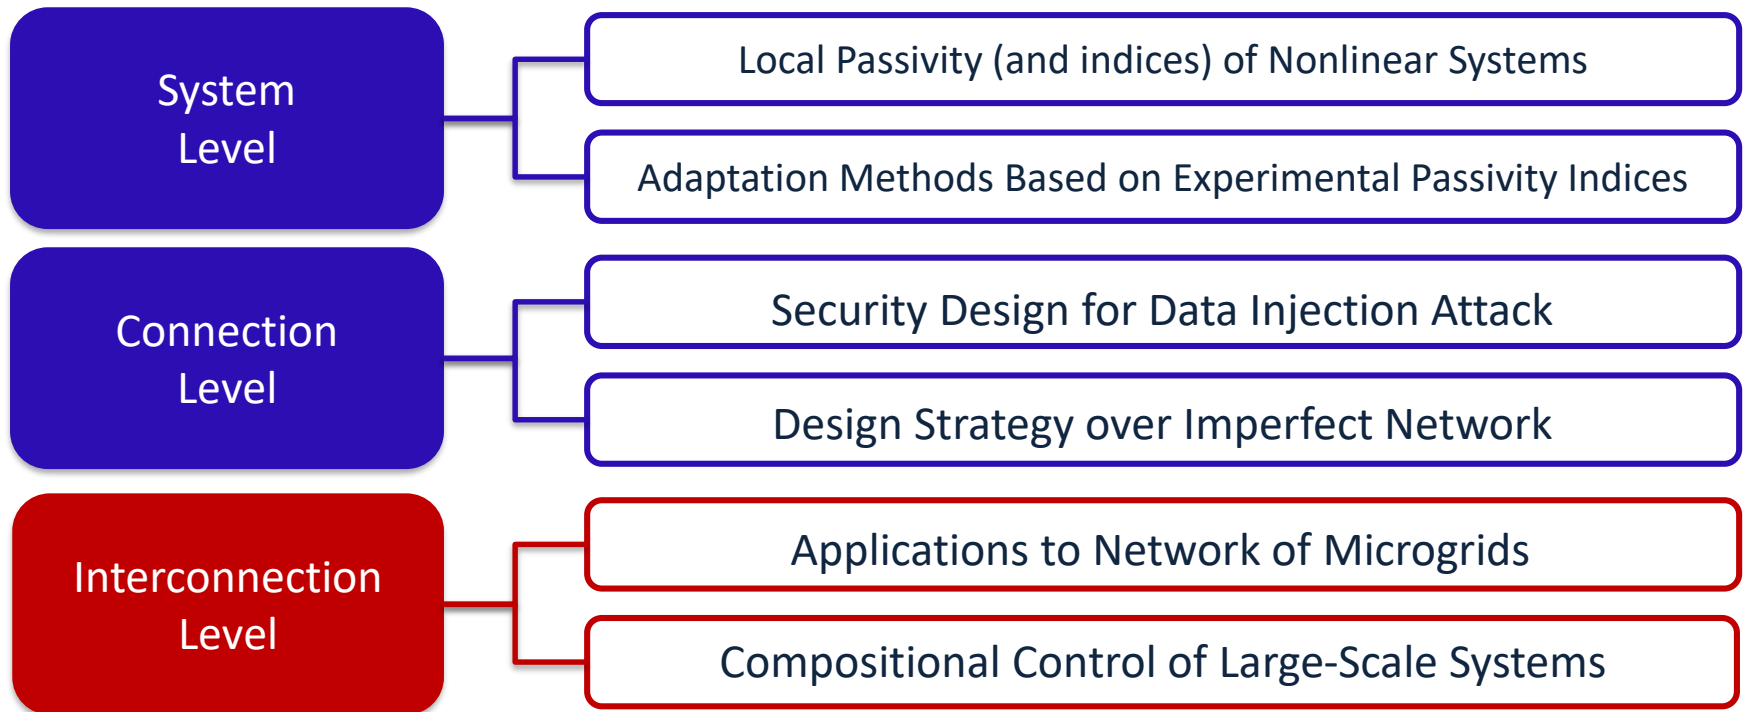 System
Level
Local Passivity (and indices) of Nonlinear Systems
Adaptation Methods Based on Experimental Passivity Indices
Connection
Level
Security Design for Data Injection Attack
Design Strategy over Imperfect Network
Interconnection
Level
Applications to Network of Microgrids
Compositional Control of Large-Scale Systems